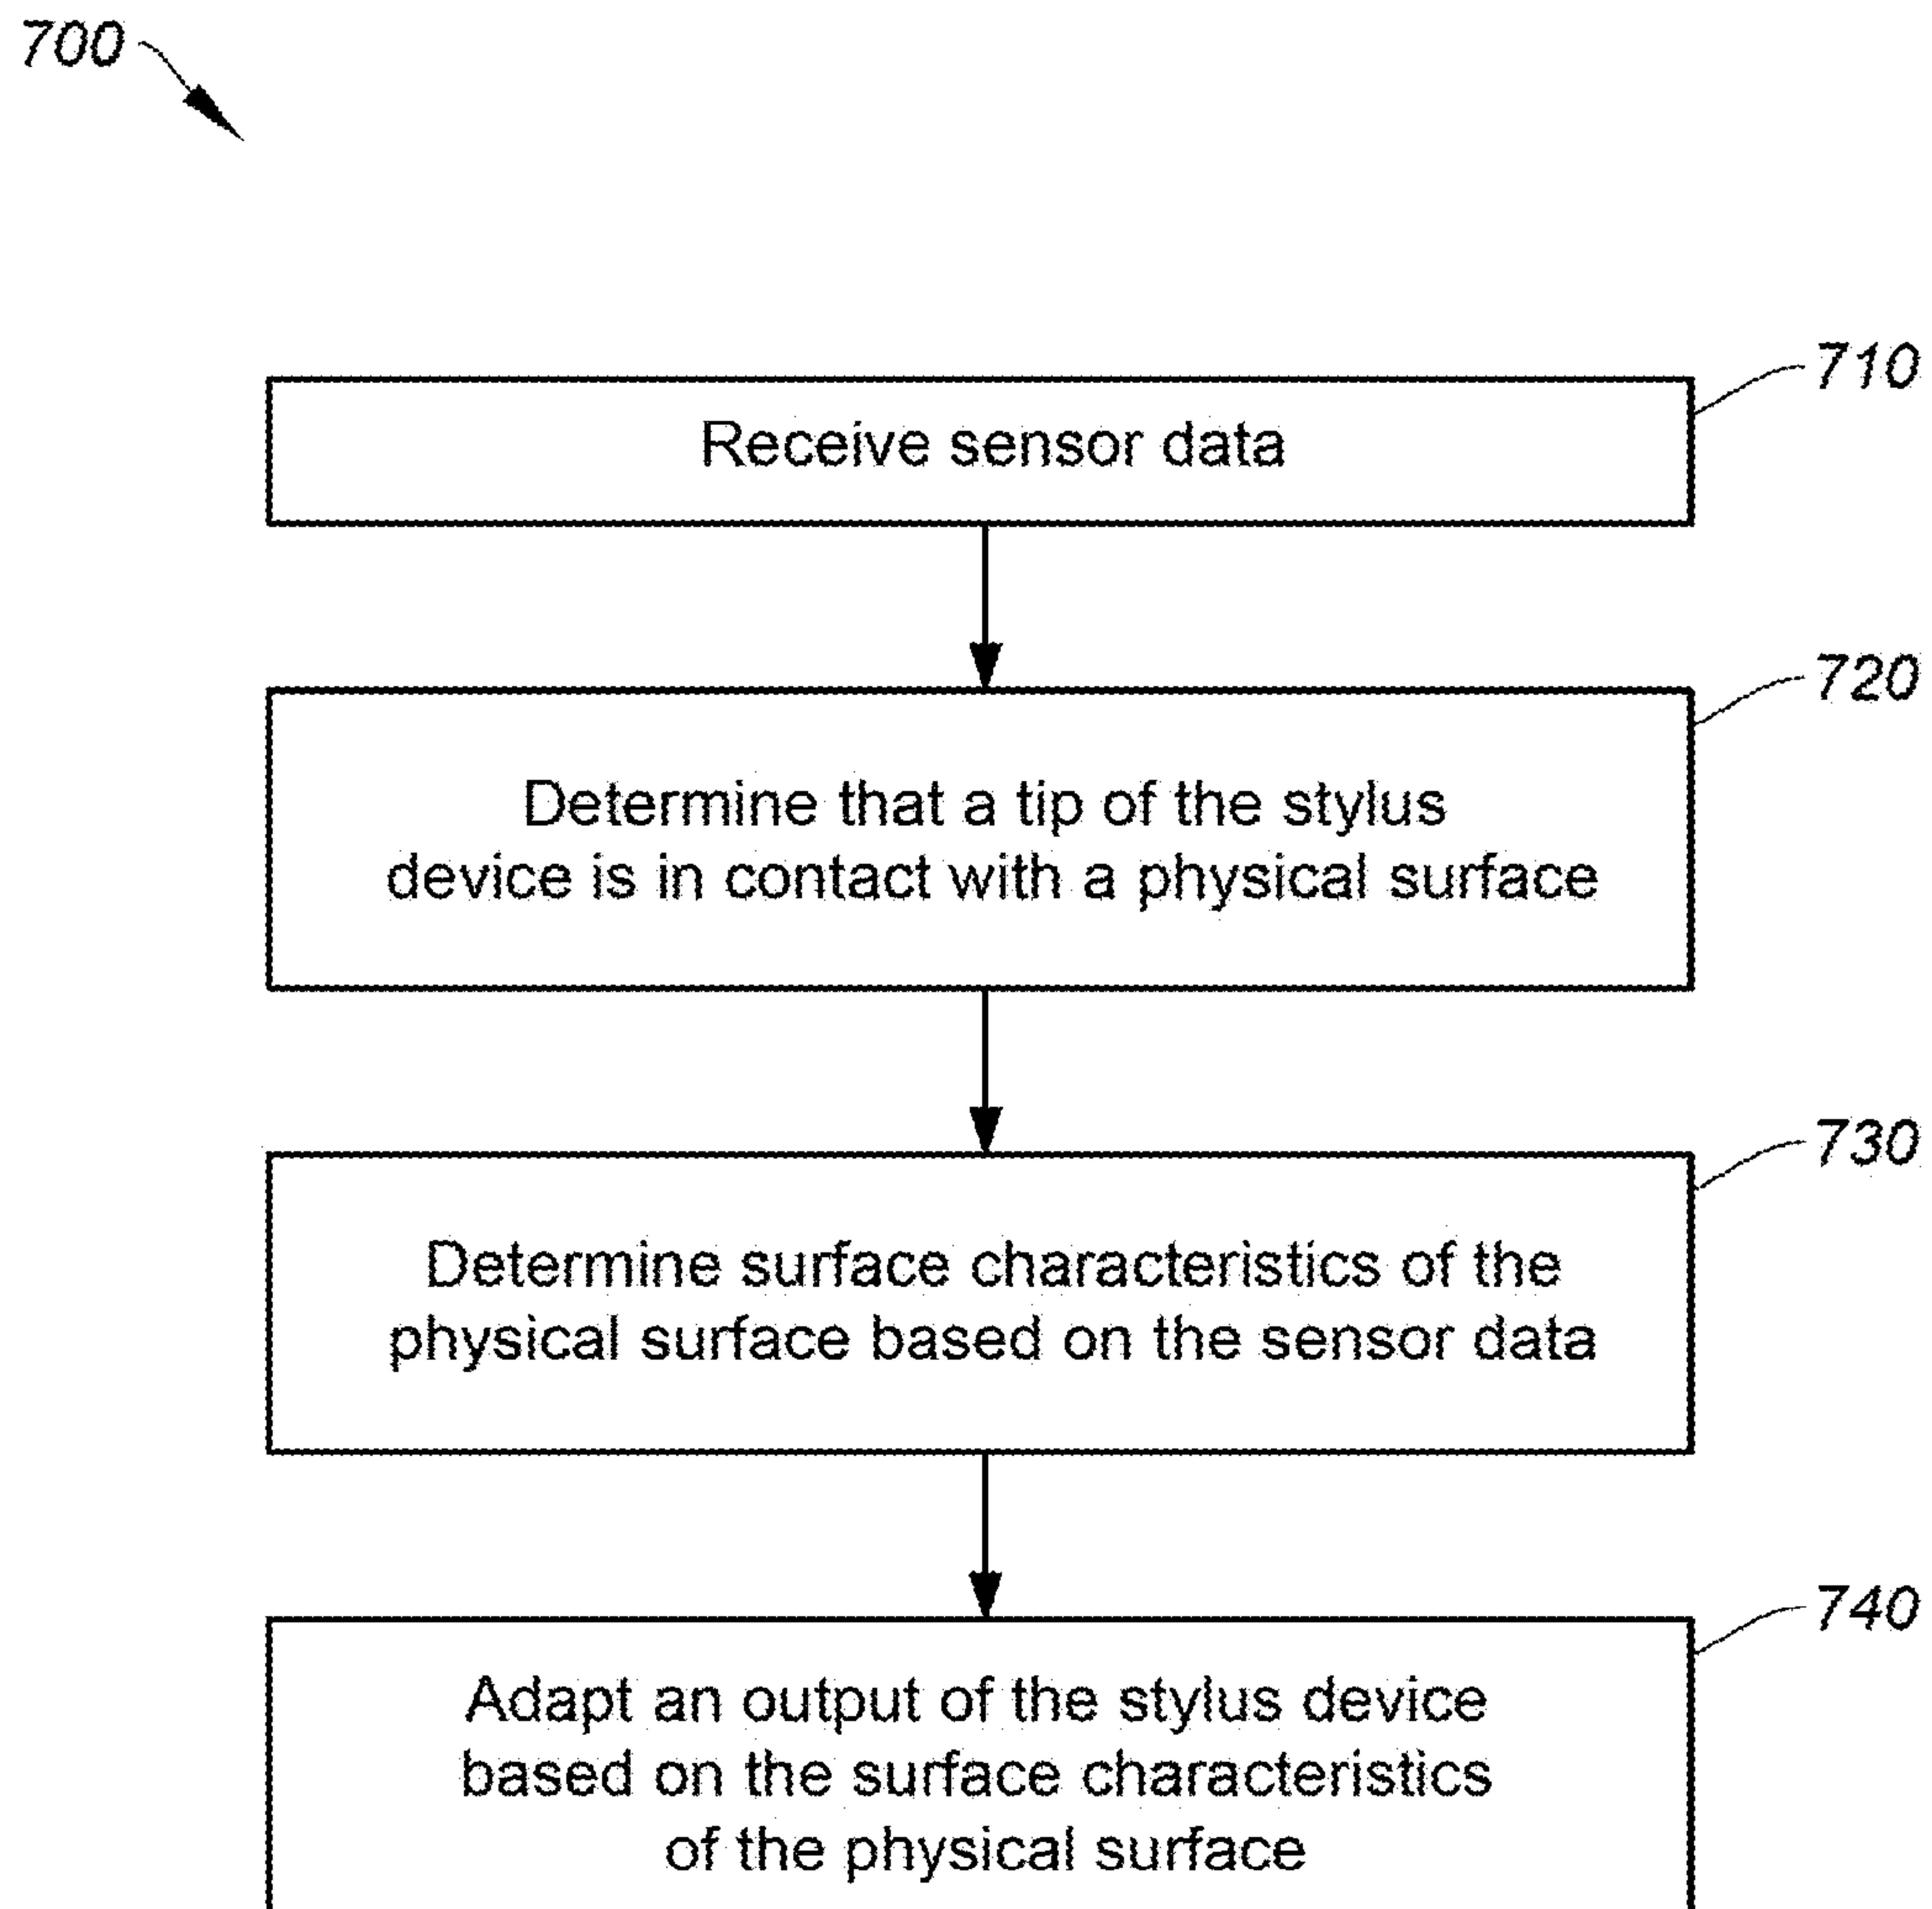 700
710
Receive sensor data
720
Determine that a tip of the stylus
device is in contact with a physical surface
730
Determine surface characteristics of the
physical surface based on the sensor data
740
Adapt an output of the stylus device
based on the surface characteristics
of the physical surface